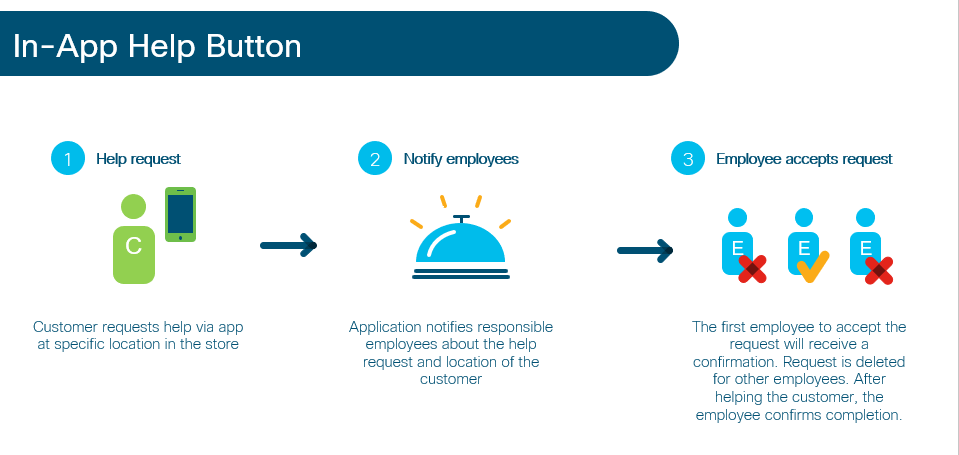 In-App Help Button
1 Help request
2 Notify employees
3 Employee accepts request
C
E E E
Customer requests help via app
at specific location in the store
Application notifies responsible
employees about the help
request and location of the
customer
The first employee to accept the
request will receive a
confirmation. Request is deleted
for other employees. After
helping the customer, the
employee confirms completion.